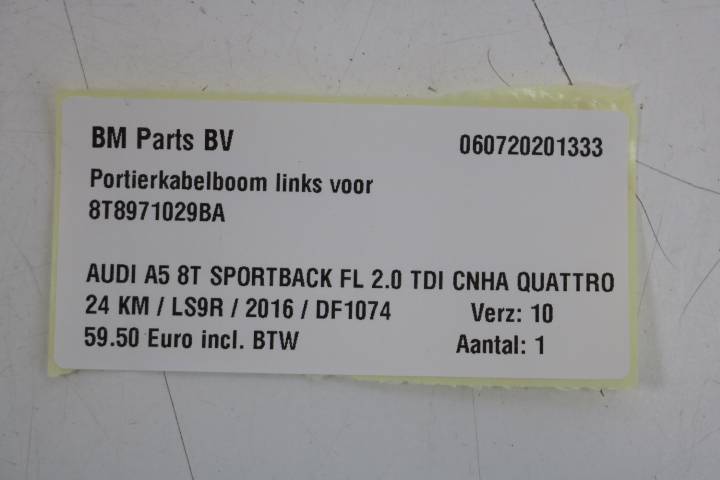 BM Parts BV 060720201333
Portierkabelboom links voor
8T8971029BA
AUDI A5 8T SPORTBACK FL 2.0 TDI CNHA QUATTRO
24 KM / LS9R / 2016 / DF1074 Verz: 10
59.50 Euro incl. BTW Aantal: 1